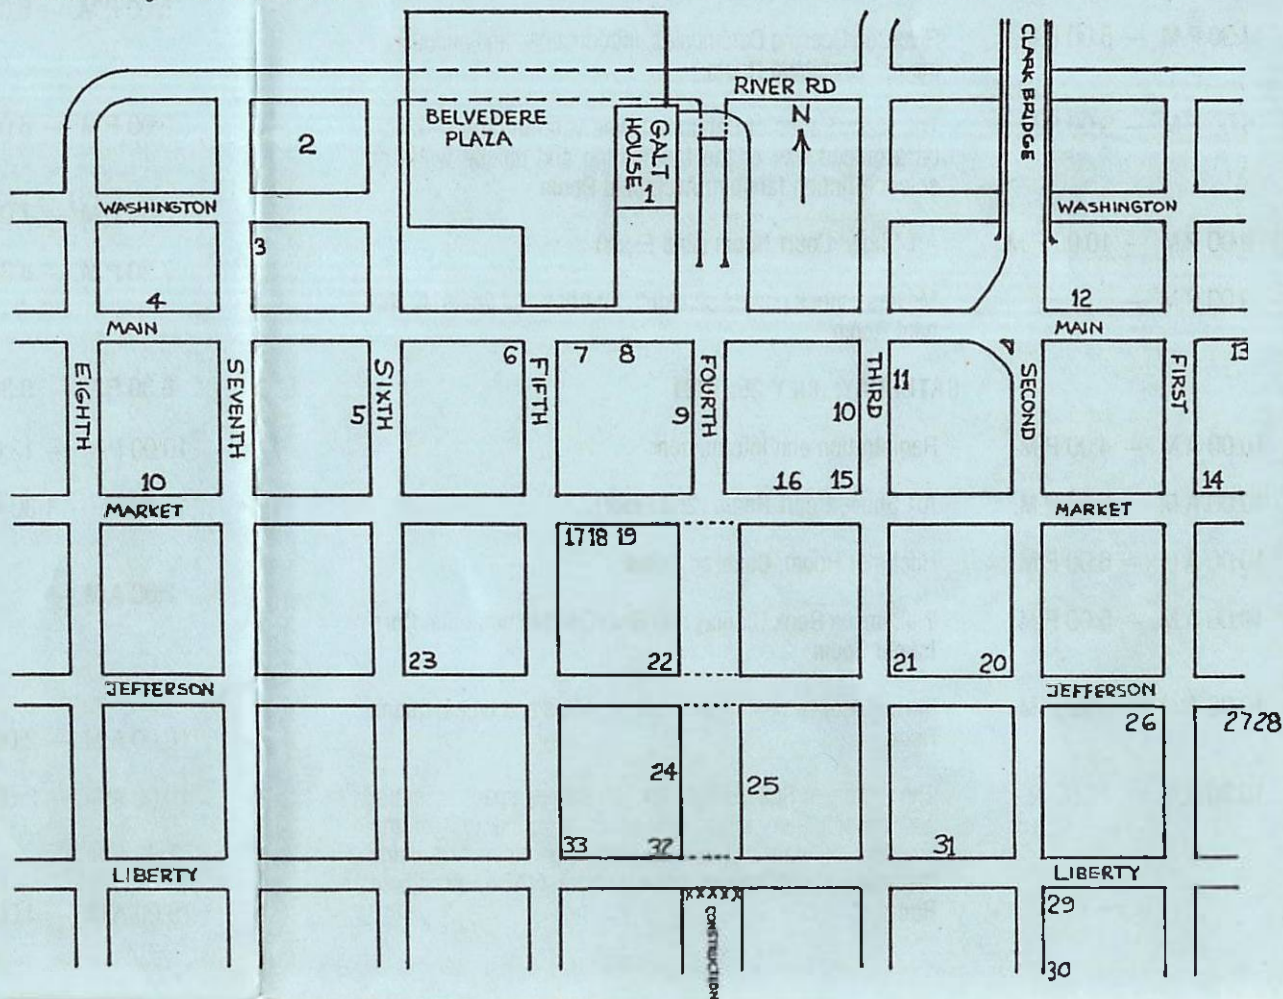 CLARK BRIDGE
RIVER RD
N
BELVEDERE
PLAZA
GALT
HOUSE
1
2
WASHINGTON
WASHINGTON
3
4
12
MAIN
MAIN
EIGHTH
SEVENTH
5
SIXTH
6
FIFTH
7
8
9
FOURTH
10
THIRD
11
SECOND
FIRST
13
10
16
15
14
MARKET
MARKET
17 18 19
23
22
21
20
JEFFERSON
JEFFERSON
26
27 28
24
25
33
32
31
LIBERTY
LIBERTY
XXXXX
CONSTRUCTION
29
30